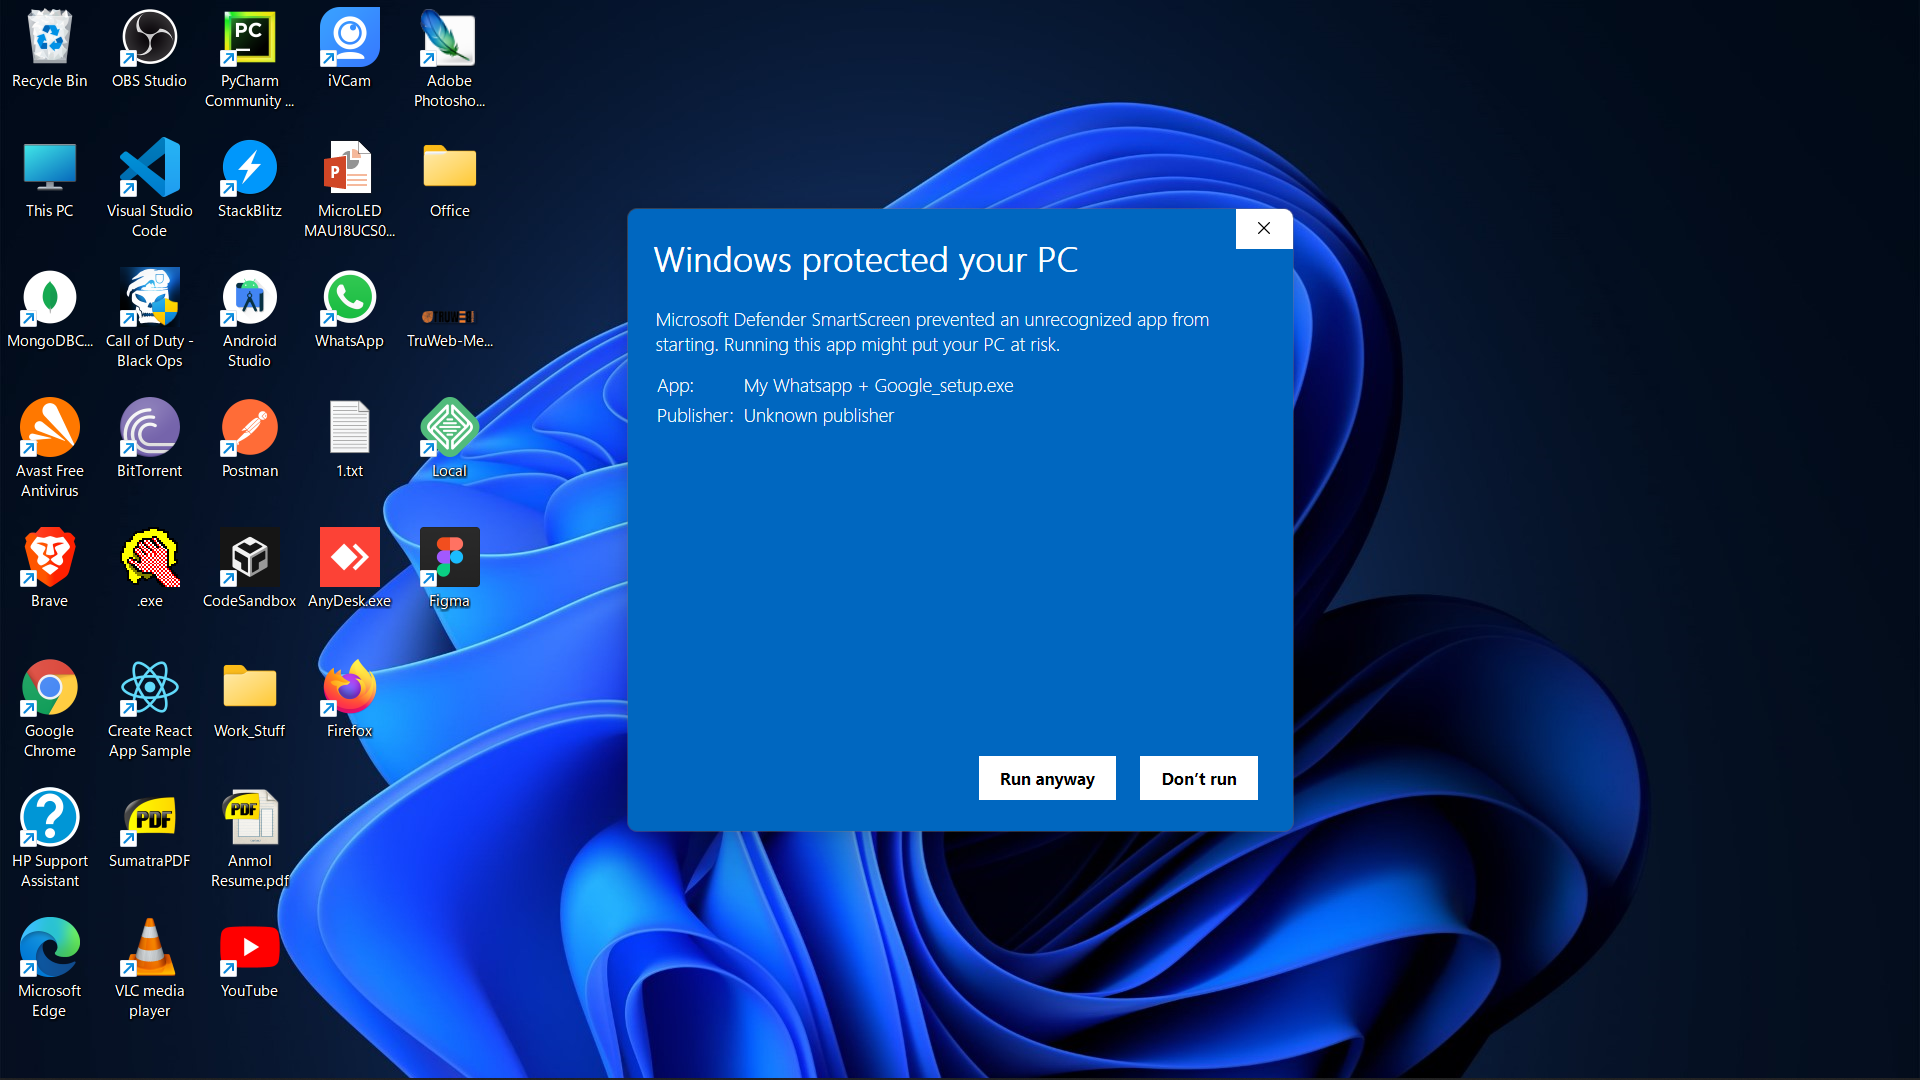 Recycle Bin
OBS Studio
PyCharm
Community ...
iVCam
Adobe
Photosho...
This PC
Visual Studio
Code
StackBlitz
MicroLED
MAU18UCS0...
Office
MongoDBC...
Call of Duty -
Black Ops
Android
Studio
WhatsApp
TruWeb-Me...
Avast Free
Antivirus
BitTorrent
Postman
1.txt
Local
Brave
.exe
CodeSandbox
AnyDesk.exe
Figma
Google
Chrome
Create React
App Sample
Work_Stuff
Firefox
HP Support
Assistant
SumatraPDF
Anmol
Resume.pdf
Microsoft
Edge
VLC media
player
YouTube
PC
P
PDF
PDF
Windows protected your PC
Microsoft Defender SmartScreen prevented an unrecognized app from
starting. Running this app might put your PC at risk.
App: My Whatsapp + Google_setup.exe
Publisher: Unknown publisher
Run anyway
Don’t run